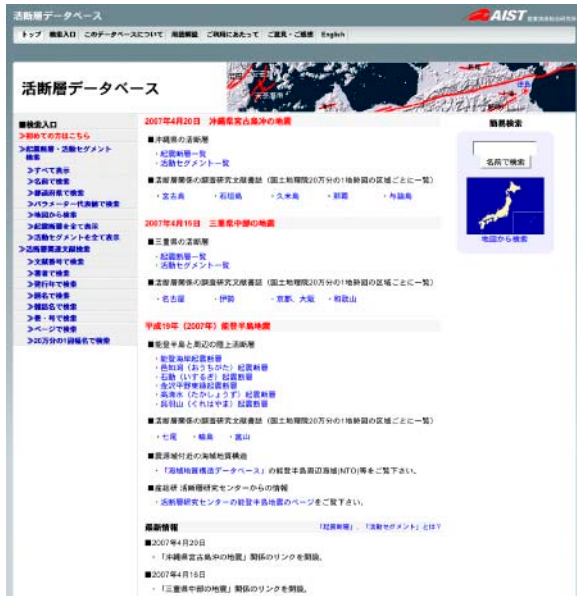 活断層データベース
AIST
トップ 検索入口 このデータベースについて 用語解説 ご利用にあたって ご意見・ご感想 English
活断層データベース
■検索入口
≫初めての方はこちら
≫起震断層・活動セグメント
検索
≫すべて表示
≫名前で検索
≫都道府県で検索
≫パラメーター代表値で検索
≫地図から検索
≫起震断層を全て表示
≫活動セグメントを全て表示
≫活断層関連文献検索
≫文献番号で検索
≫著者で検索
≫発行年で検索
≫題名で検索
≫雑誌名で検索
≫巻・号で検索
≫ページで検索
≫20万分の1図幅名で検索
2007年4月20日 沖縄県宮古島沖の地震
■沖縄県の活断層
・起震断層一覧
・活動セグメント一覧
■活断層関係の調査研究文献書誌（国土地理院20万分の1地勢図の区域ごとに一覧）
・宮古島 ・石垣島 ・久米島 ・那覇 ・与論島
2007年4月15日 三重県中部の地震
■三重県の活断層
・起震断層一覧
・活動セグメント一覧
■活断層関係の調査研究文献書誌（国土地理院20万分の1地勢図の区域ごとに一覧）
・名古屋 ・伊勢 ・京都、大阪 ・和歌山
平成19年（2007年）能登半島地震
■能登半島と周辺の陸上活断層
・能登海岸起震断層
・邑知潟（おうちがた）起震断層
・石動（いするぎ）起震断層
・金沢平野東縁起震断層
・高清水（たかしょうず）起震断層
・呉羽山（くれはやま）起震断層
■活断層関係の調査研究文献書誌（国土地理院20万分の1地勢図の区域ごとに一覧）
・七尾 ・輪島 ・富山
■震源域付近の海域地質構造
・「海域地質構造データベース」の能登半島周辺海域(NTO)等をご覧下さい。
■産総研 活断層研究センターからの情報
・活断層研究センターの能登半島地震のページをご覧下さい。
最新情報 「起震断層」、「活動セグメント」とは?
■2007年4月20日
・「沖縄県宮古島沖の地震」関係のリンクを開設。
■2007年4月16日
・「三重県中部の地震」関係のリンクを開設。
簡易検索
名前で検索
地図から検索